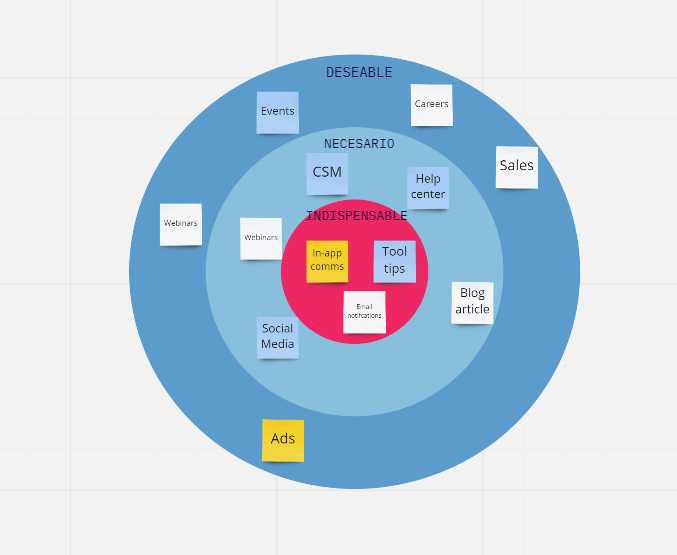 DESEABLE
Events
Careers
NECESARIO
CSM
Sales
Help
center
Webinars
Webinars
INDISPENSABLE
In-app
comms
Tool
tips
Email
notifcations
Blog
article
Social
Media
Ads